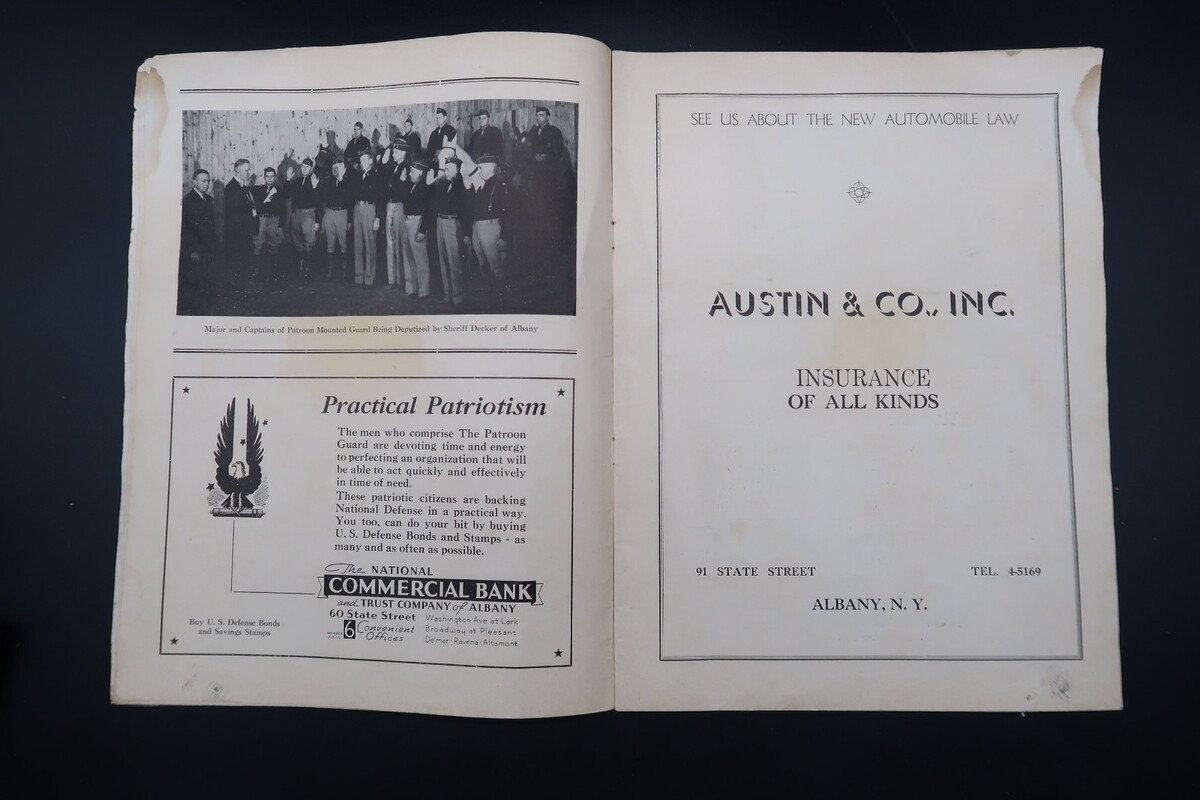 Major and Captains of Patroon Mounted Guard Being Deputized by Sheriff Decker of Albany
Practical Patriotism
The men who comprise The Patroon
Guard are devoting time and energy
to perfecting an organization that will
be able to act quickly and effectively
in time of need.
These patriotic citizens are backing
National Defense in a practical way.
You too, can do your bit by buying
U. S. Defense Bonds and Stamps - as
many and as often as possible.
The NATIONAL
COMMERCIAL BANK
and TRUST COMPANY of ALBANY
60 State Street
6 Convenient
Offices
Washington Ave. at Lark
Broadway at Pleasant
Delmar-Ravena-Altamont
Buy U. S. Defense Bonds
and Savings Stamps
SEE US ABOUT THE NEW AUTOMOBILE LAW
AUSTIN & CO., INC.
INSURANCE
OF ALL KINDS
91 STATE STREET
TEL. 4-5169
ALBANY, N. Y.